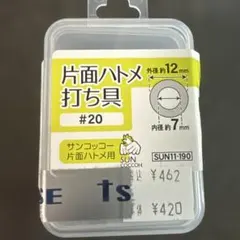 片面ハトメ
打ち具
#20
外径 約12mm
内径 約7mm
サンコッコー
片面ハトメ用
SUN
COCCOH
SUN11-190
¥462
¥420